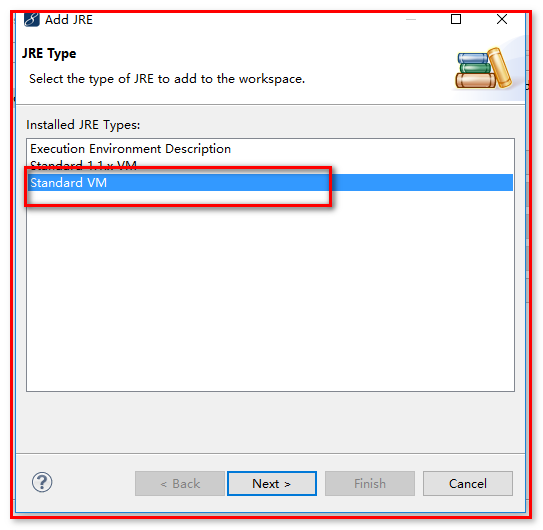 Add JRE
JRE Type
Select the type of JRE to add to the workspace.
Installed JRE Types:
Execution Environment Description
Standard 1.1.x VM
Standard VM
< Back
Next >
Finish
Cancel